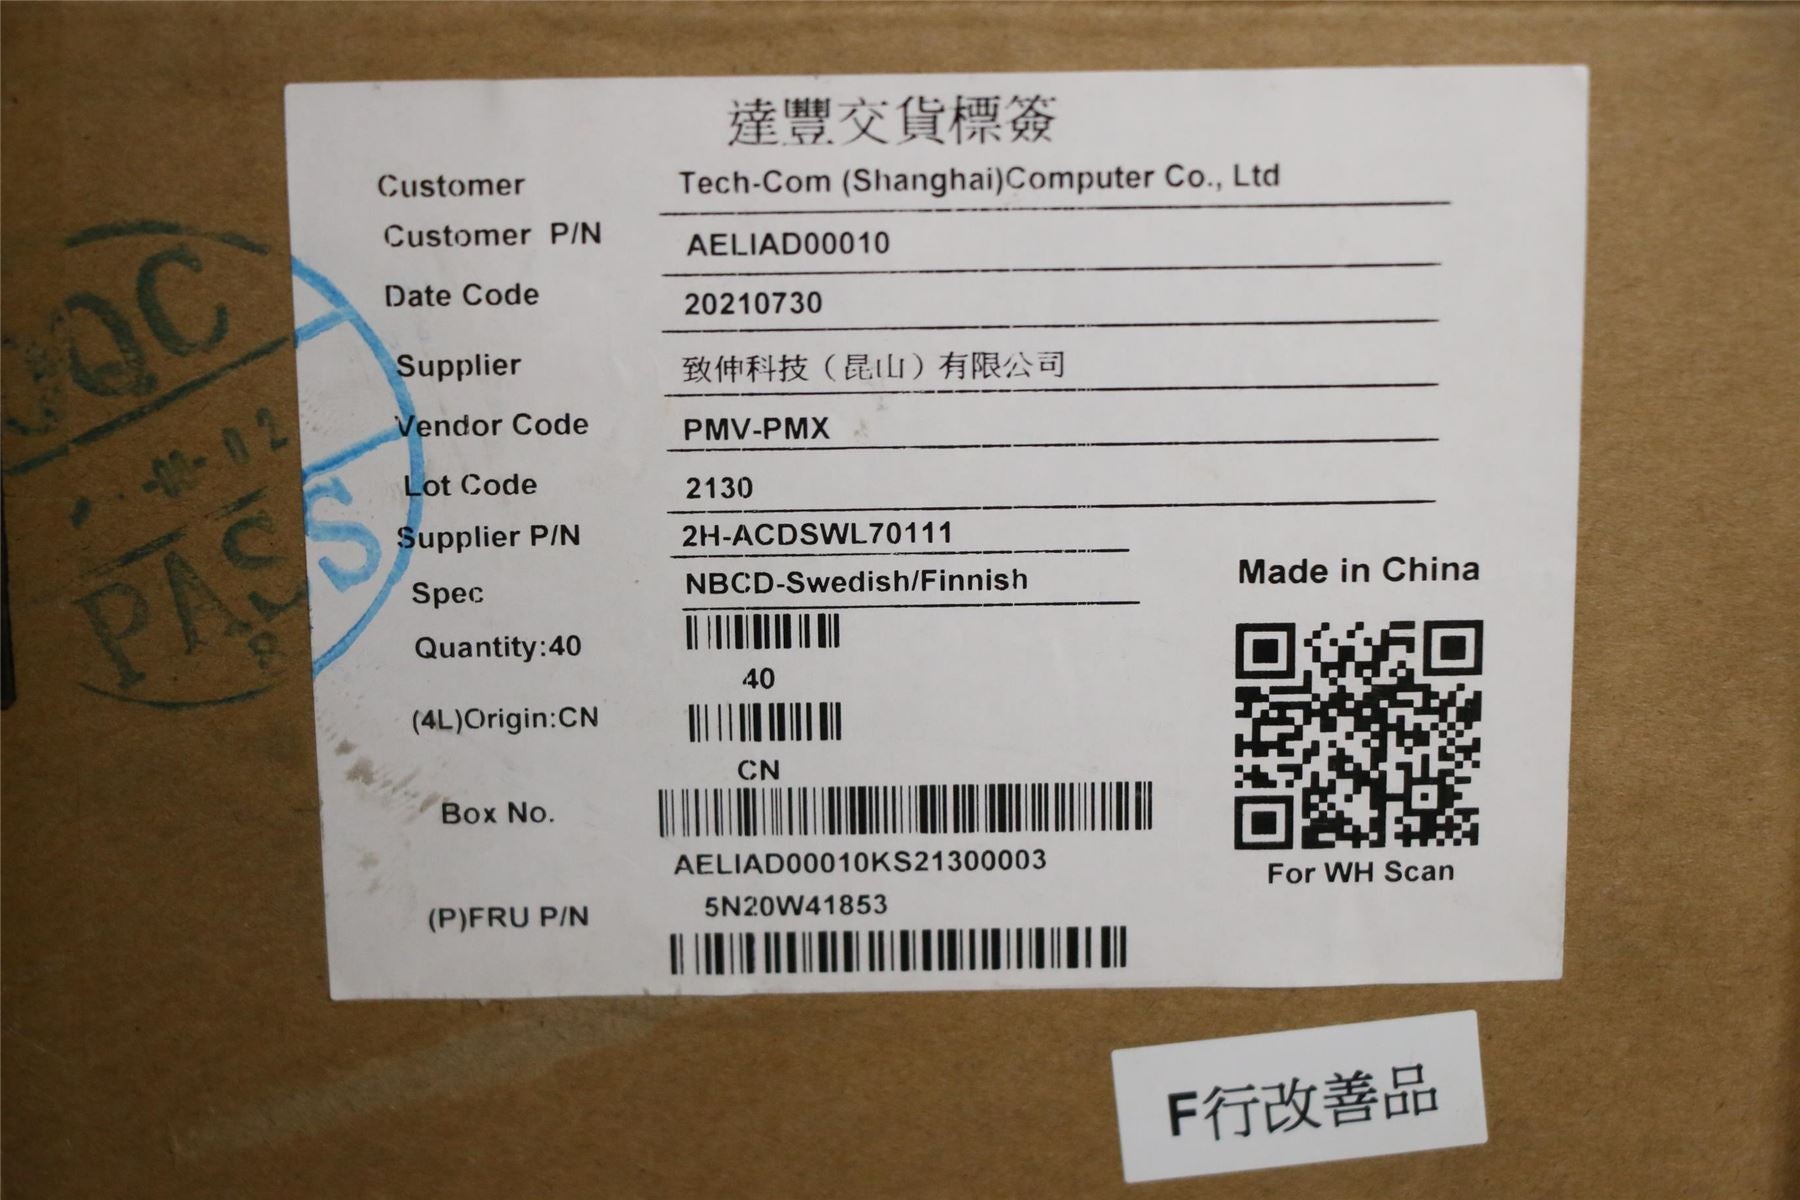 達豐交貨標簽
Customer Tech-Com (Shanghai)Computer Co., Ltd
Customer P/N AELIAD00010
Date Code 20210730
Supplier 致伸科技（昆山）有限公司
Vendor Code PMV-PMX
Lot Code 2130
Supplier P/N 2H-ACDSWL70111
Spec NBCD-Swedish/Finnish
Made in China
Quantity:40
40
(4L)Origin:CN
CN
Box No.
AELIAD00010KS21300003
For WH Scan
(P)FRU P/N 5N20W41853
F行改善品
QC
02
PASS